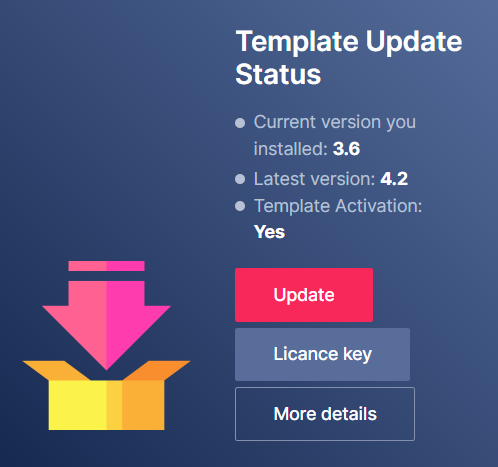 Template Update
Status
Current version you
installed: 3.6
Latest version: 4.2
Template Activation:
Yes
Update
Licance key
More details